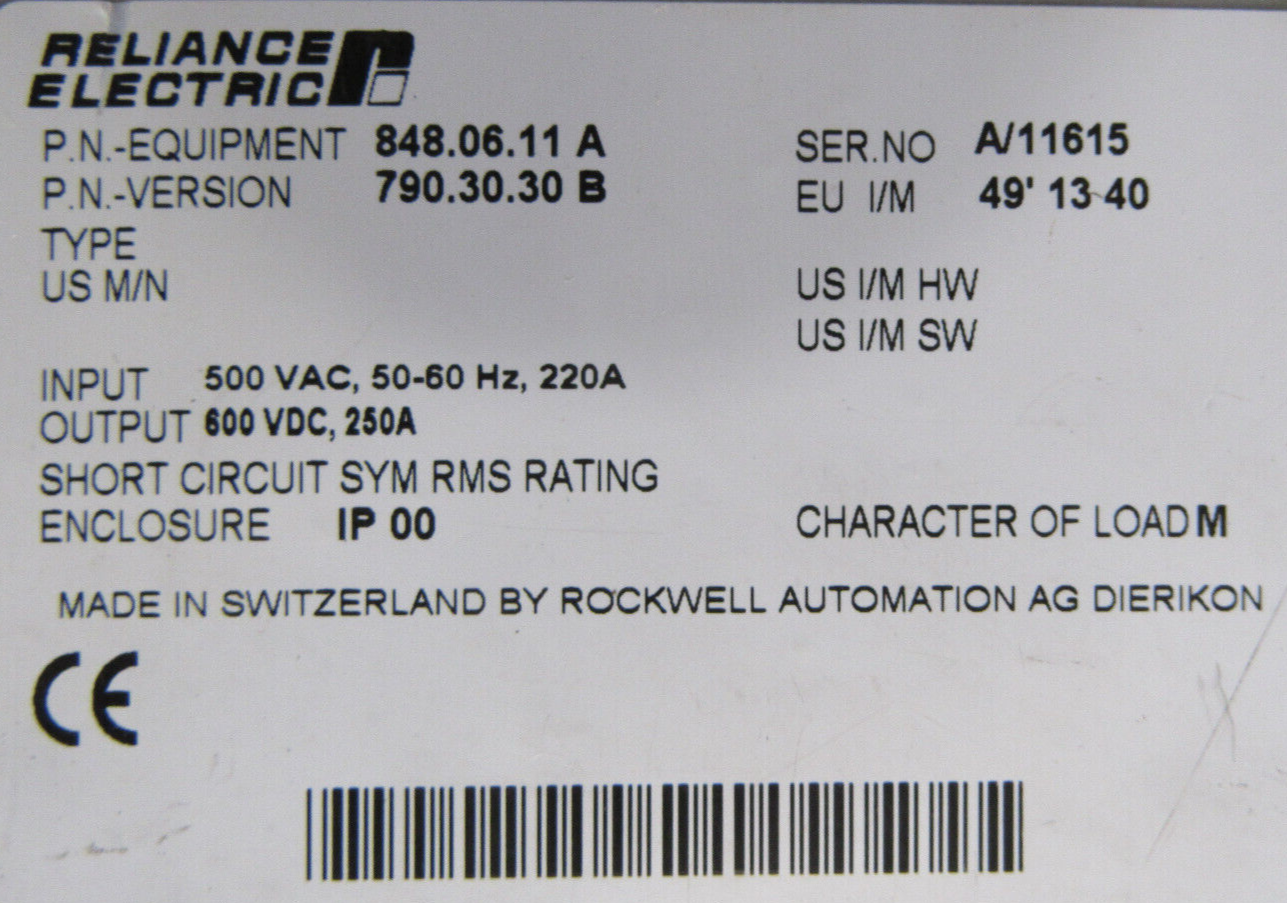 RELIANCE
ELECTRIC
P.N.-EQUIPMENT 848.06.11 A SER.NO A/11615
P.N.-VERSION 790.30.30 B EU I/M 49' 13 40
TYPE
US M/N US I/M HW
US I/M SW
INPUT 500 VAC, 50-60 Hz, 220A
OUTPUT 600 VDC, 250A
SHORT CIRCUIT SYM RMS RATING
ENCLOSURE IP 00 CHARACTER OF LOAD M
MADE IN SWITZERLAND BY ROCKWELL AUTOMATION AG DIERIKON
CE